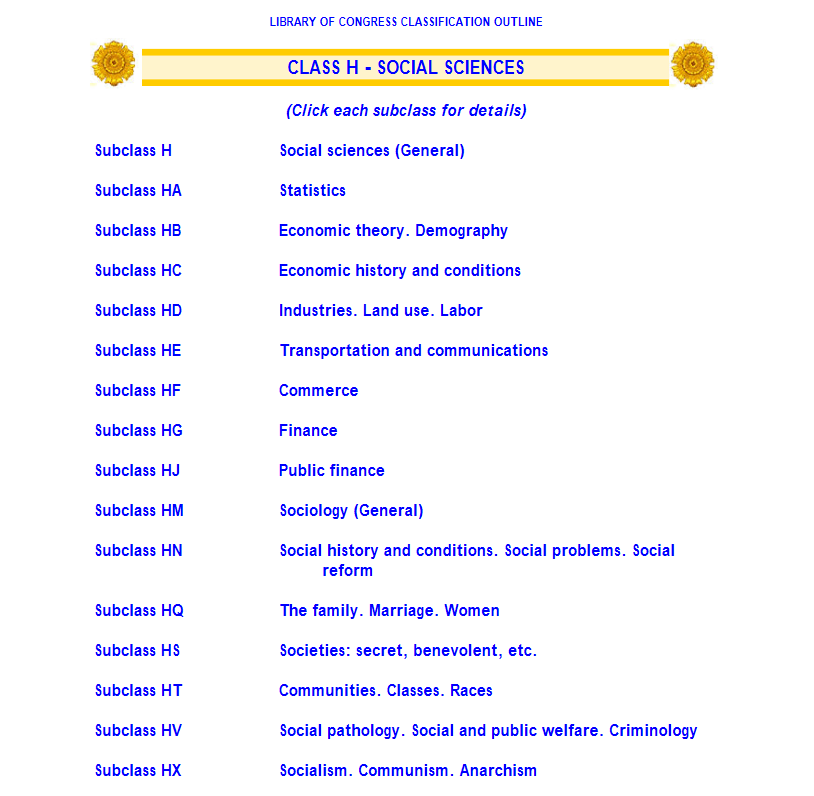 LIBRARY OF CONGRESS CLASSIFICATION OUTLINE
CLASS H - SOCIAL SCIENCES
(Click each subclass for details)
Subclass H Social sciences (General)
Subclass HA Statistics
Subclass HB Economic theory. Demography
Subclass HC Economic history and conditions
Subclass HD Industries. Land use. Labor
Subclass HE Transportation and communications
Subclass HF Commerce
Subclass HG Finance
Subclass HJ Public finance
Subclass HM Sociology (General)
Subclass HN Social history and conditions. Social problems. Social
reform
Subclass HQ The family. Marriage. Women
Subclass HS Societies: secret, benevolent, etc.
Subclass HT Communities. Classes. Races
Subclass HV Social pathology. Social and public welfare. Criminology
Subclass HX Socialism. Communism. Anarchism